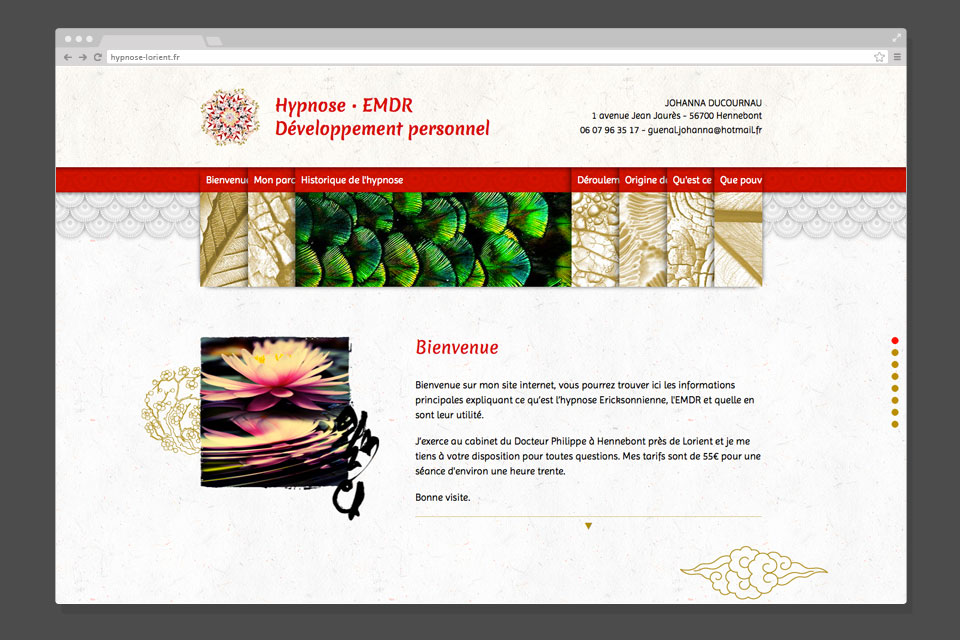 hypnose-lorient.fr
Hypnose • EMDR
Développement personnel
JOHANNA DUCOURNAU
1 avenue Jean Jaurès - 56700 Hennebont
06 07 96 35 17 - guenal.johanna@hotmail.fr
Bienvenue Mon parc Historique de l'hypnose Déroulem Origine d Qu'est ce Que pouv
Bienvenue
Bienvenue sur mon site internet, vous pourrez trouver ici les informations
principales expliquant ce qu'est l'hypnose Ericksonnienne, l'EMDR et quelle en
sont leur utilité.
J'exerce au cabinet du Docteur Philippe à Hennebont près de Lorient et je me
tiens à votre disposition pour toutes questions. Mes tarifs sont de 55€ pour une
séance d'environ une heure trente.
Bonne visite.